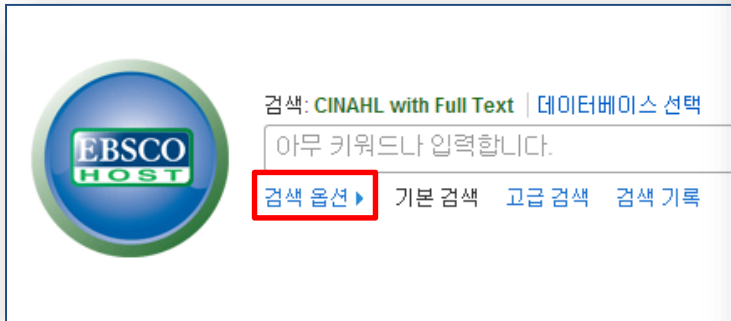 EBSCO
HOST
검색: CINAHL with Full Text | 데이터베이스 선택
아무 키워드나 입력합니다.
검색 옵션 기본 검색 고급 검색 검색 기록